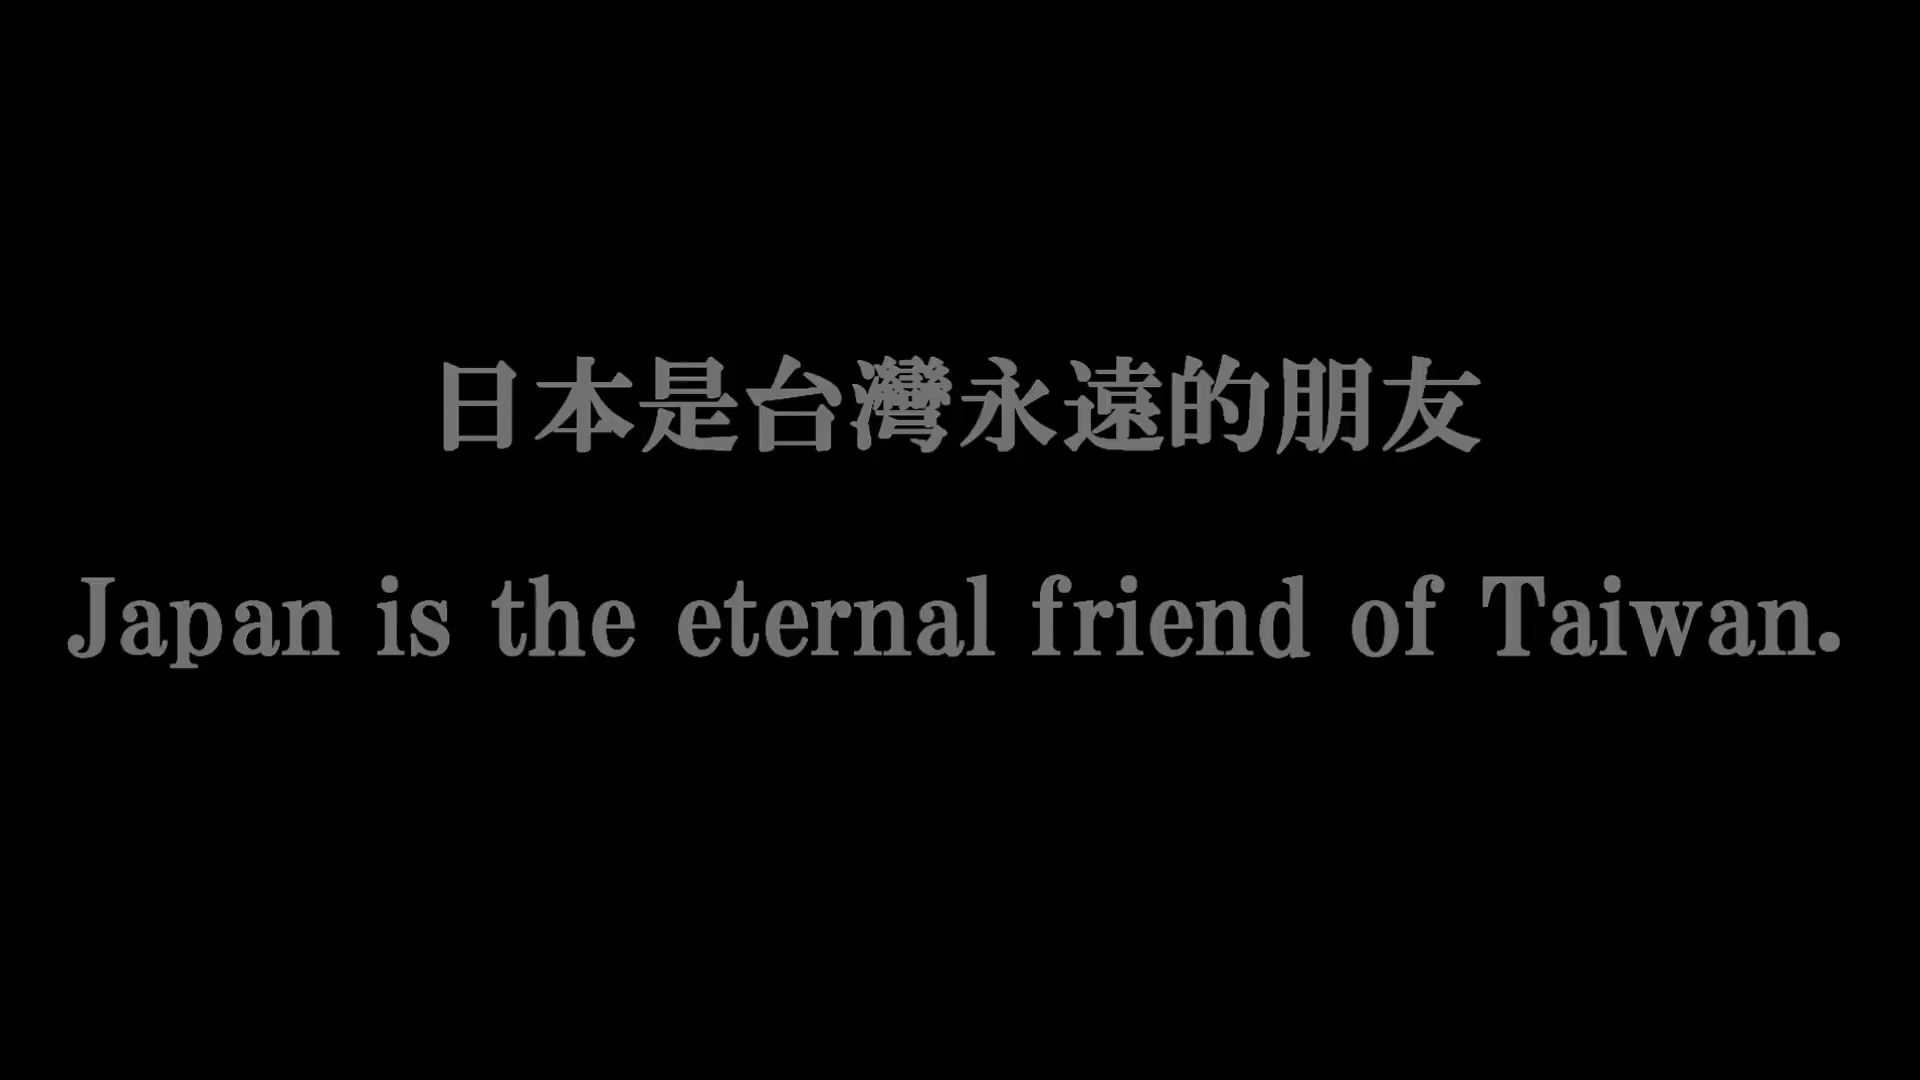 日本是台灣永遠的朋友
Japan is the eternal friend of Taiwan.